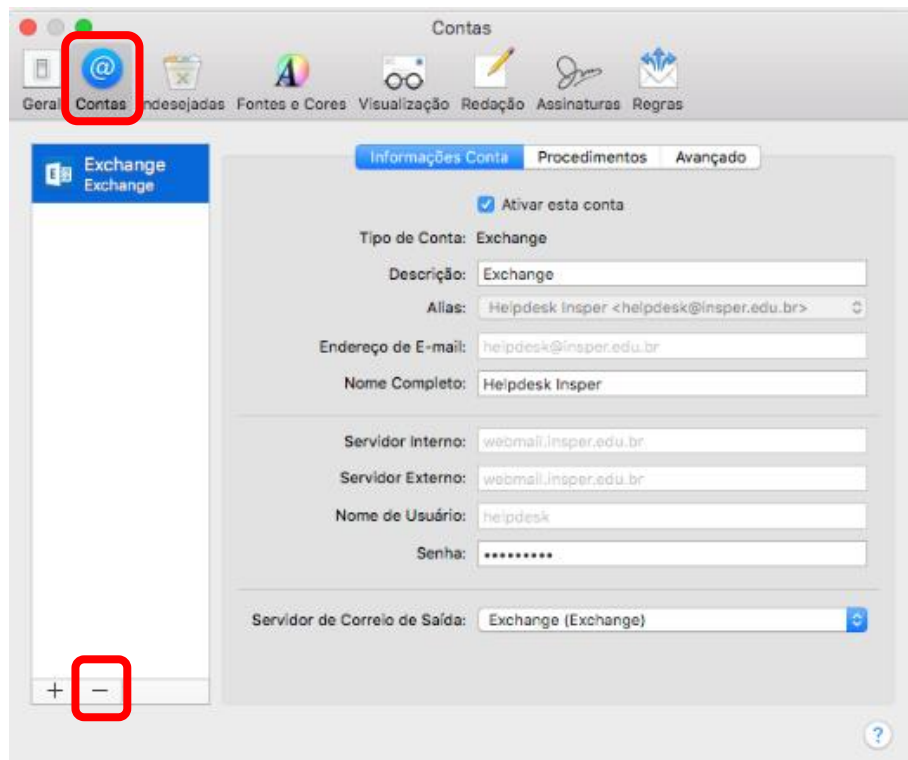 Contas
Geral Contas Indesejadas Fontes e Cores Visualização Redação Assinaturas Regras
Exchange
Exchange
Informações Conta Procedimentos Avançado
Ativar esta conta
Tipo de Conta: Exchange
Descrição: Exchange
Alias: Helpdesk Insper <helpdesk@insper.edu.br>
Endereço de E-mail: helpdesk@insper.edu.br
Nome Completo: Helpdesk Insper
Servidor Interno: webmail.insper.edu.br
Servidor Externo: webmail.insper.edu.br
Nome de Usuário: helpdesk
Senha: •••••••••
Servidor de Correio de Saída: Exchange (Exchange)
+ −
?